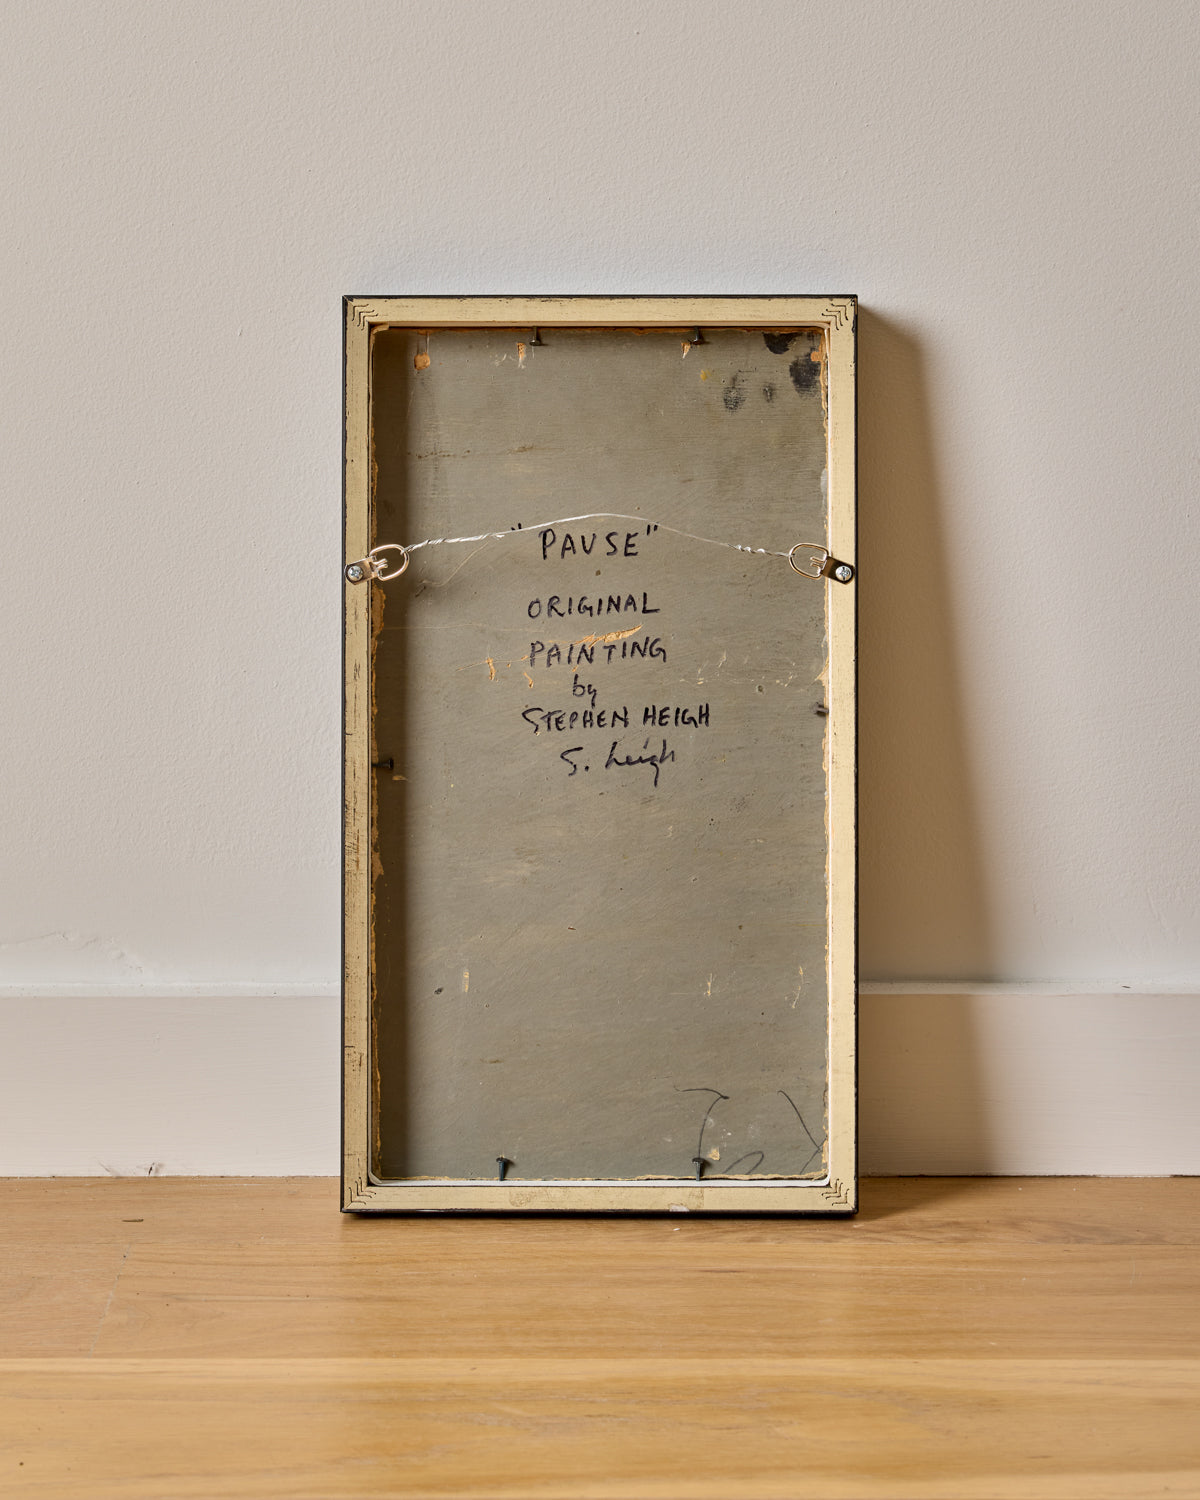 "PAUSE"
ORIGINAL
PAINTING
by
STEPHEN HEIGH
S. Heigh